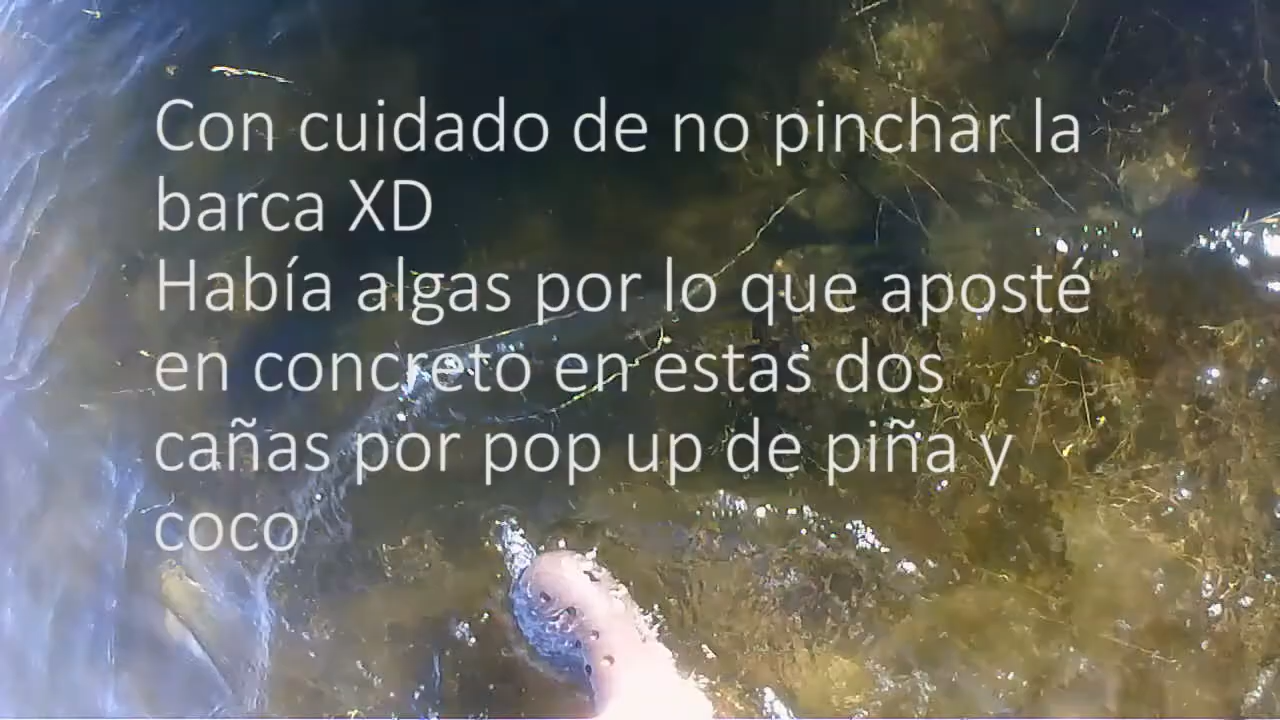 Con cuidado de no pinchar la
barca XD
Había algas por lo que aposté
en concreto en estas dos
cañas por pop up de piña y
coco